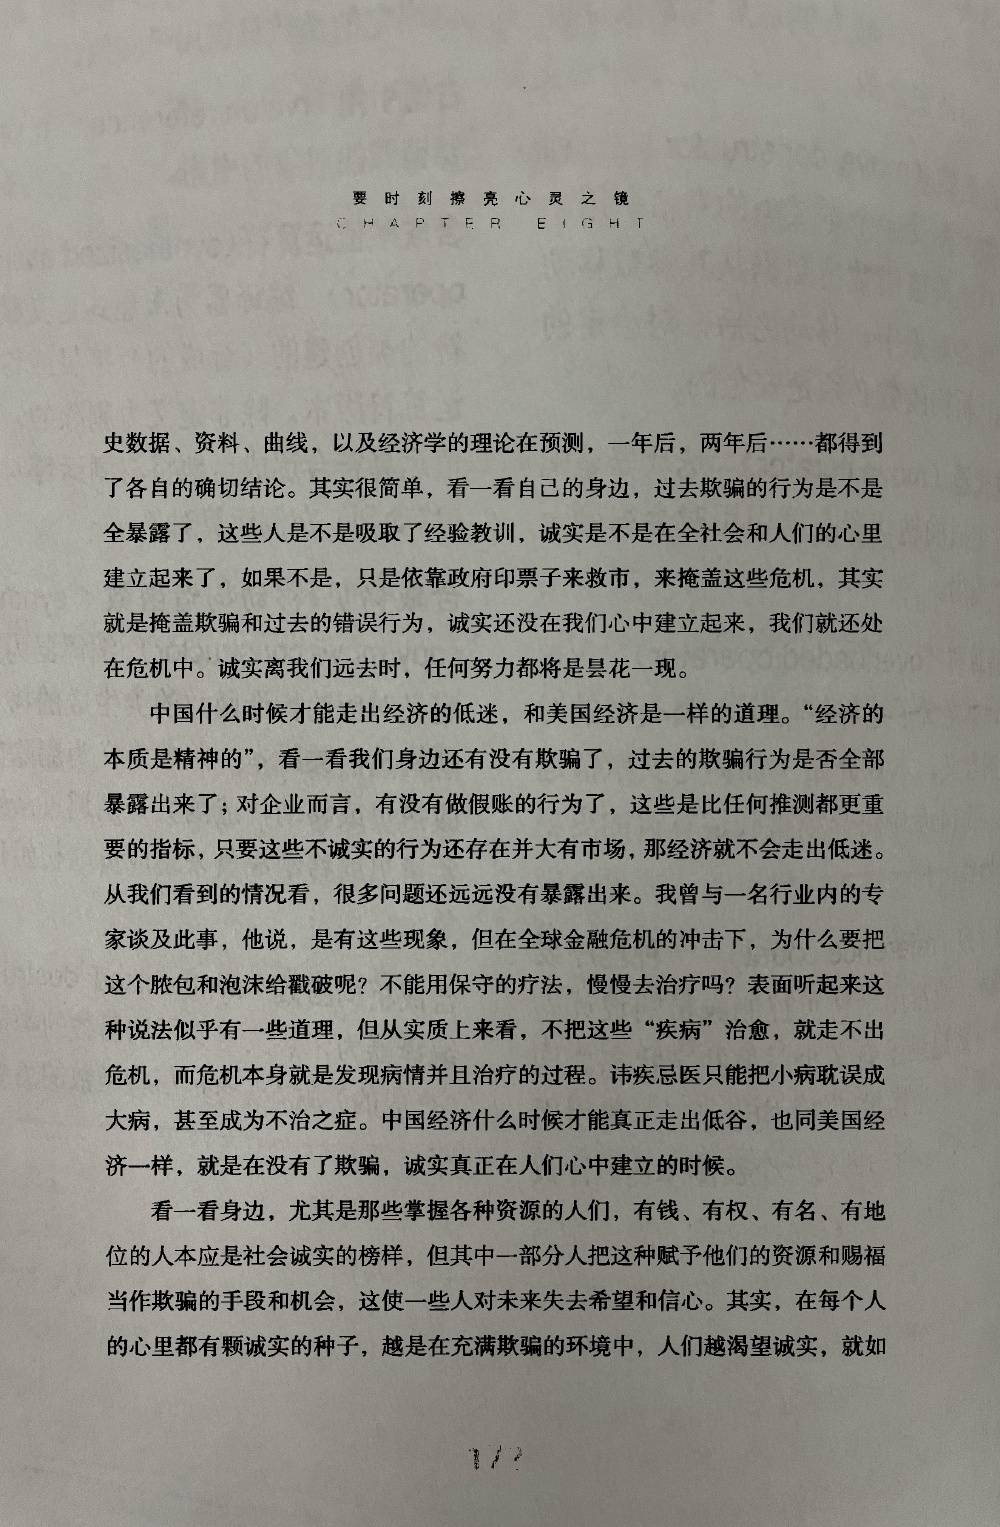 要时刻擦亮心灵之镜
CHAPTER EIGHT
史数据、资料、曲线，以及经济学的理论在预测，一年后，两年后……都得到
了各自的确切结论。其实很简单，看一看自己的身边，过去欺骗的行为是不是
全暴露了，这些人是不是吸取了经验教训，诚实是不是在全社会和人们的心里
建立起来了，如果不是，只是依靠政府印票子来救市，来掩盖这些危机，其实
就是掩盖欺骗和过去的错误行为，诚实还没在我们心中建立起来，我们就还处
在危机中。诚实离我们远去时，任何努力都将是昙花一现。
中国什么时候才能走出经济的低迷，和美国经济是一样的道理。“经济的
本质是精神的”，看一看我们身边还有没有欺骗了，过去的欺骗行为是否全部
暴露出来了；对企业而言，有没有做假账的行为了，这些是比任何推测都更重
要的指标，只要这些不诚实的行为还存在并大有市场，那经济就不会走出低迷。
从我们看到的情况看，很多问题还远远没有暴露出来。我曾与一名行业内的专
家谈及此事，他说，是有这些现象，但在全球金融危机的冲击下，为什么要把
这个脓包和泡沫给戳破呢？不能用保守的疗法，慢慢去治疗吗？表面听起来这
种说法似乎有一些道理，但从实质上来看，不把这些“疾病”治愈，就走不出
危机，而危机本身就是发现病情并且治疗的过程。讳疾忌医只能把小病耽误成
大病，甚至成为不治之症。中国经济什么时候才能真正走出低谷，也同美国经
济一样，就是在没有了欺骗，诚实真正在人们心中建立的时候。
看一看身边，尤其是那些掌握各种资源的人们，有钱、有权、有名、有地
位的人本应是社会诚实的榜样，但其中一部分人把这种赋予他们的资源和赐福
当作欺骗的手段和机会，这使一些人对未来失去希望和信心。其实，在每个人
的心里都有颗诚实的种子，越是在充满欺骗的环境中，人们越渴望诚实，就如